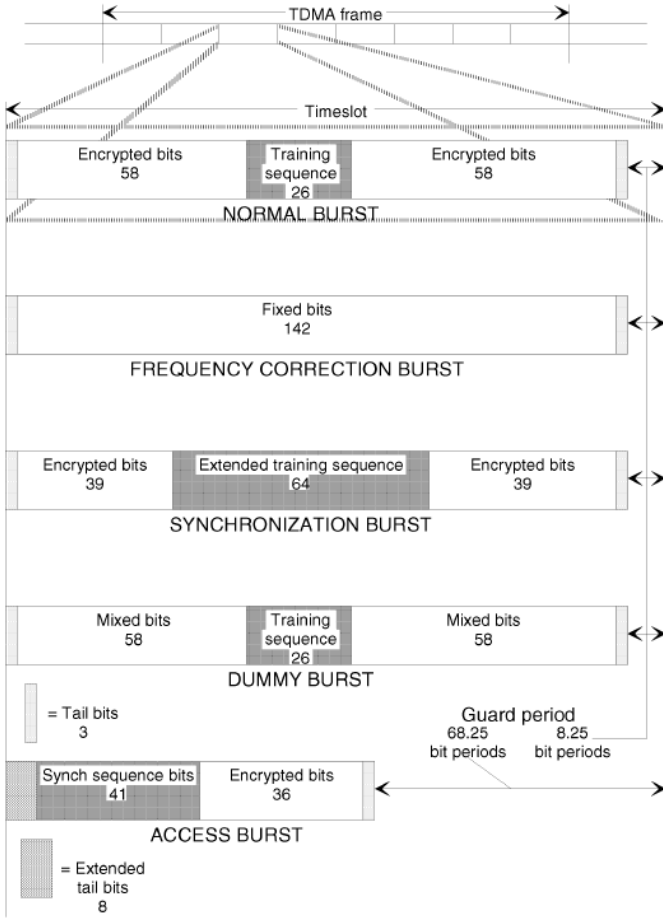 TDMA frame
Timeslot
Encrypted bits
58
Training
sequence
26
Encrypted bits
58
NORMAL BURST
Fixed bits
142
FREQUENCY CORRECTION BURST
Encrypted bits
39
Extended training sequence
64
Encrypted bits
39
SYNCHRONIZATION BURST
Mixed bits
58
Training
sequence
26
Mixed bits
58
DUMMY BURST
= Tail bits
3
Guard period
68.25
bit periods
8.25
bit periods
Synch sequence bits
41
Encrypted bits
36
ACCESS BURST
= Extended
tail bits
8